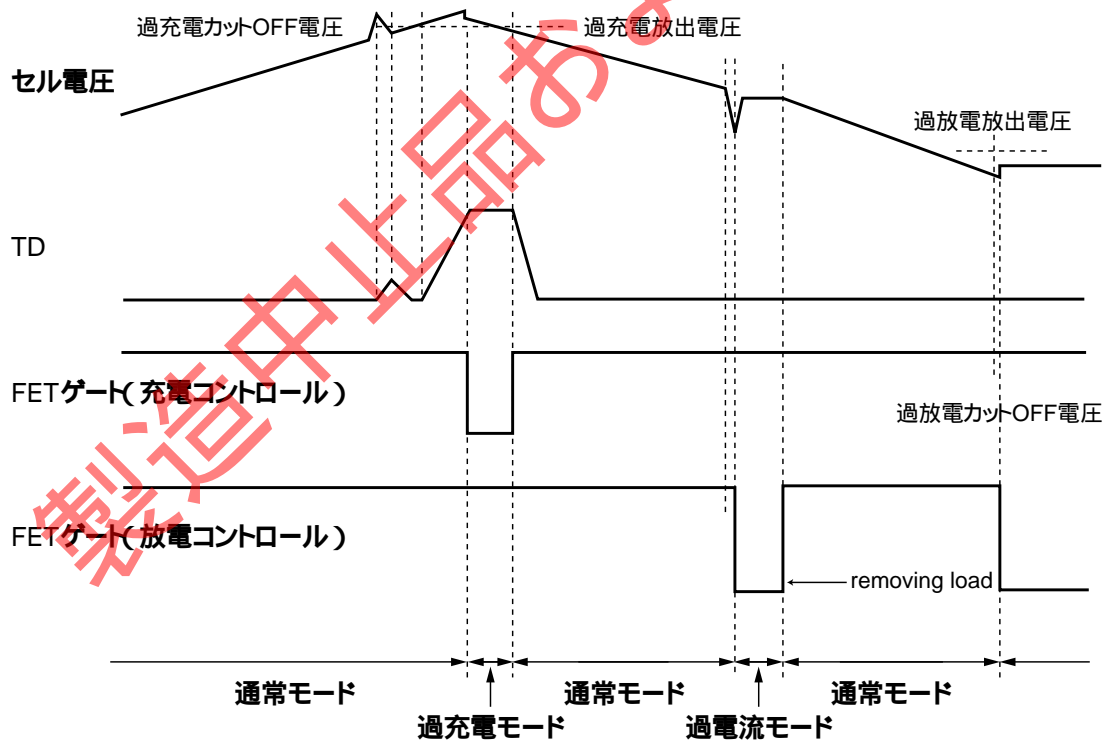 過充電カットOFF電圧
過充電放出電圧
セル電圧
過放電放出電圧
TD
FETゲート(充電コントロール)
過放電カットOFF電圧
FETゲート(放電コントロール)
removing load
通常モード
通常モード
通常モード
過充電モード
過電流モード
製造中止品お